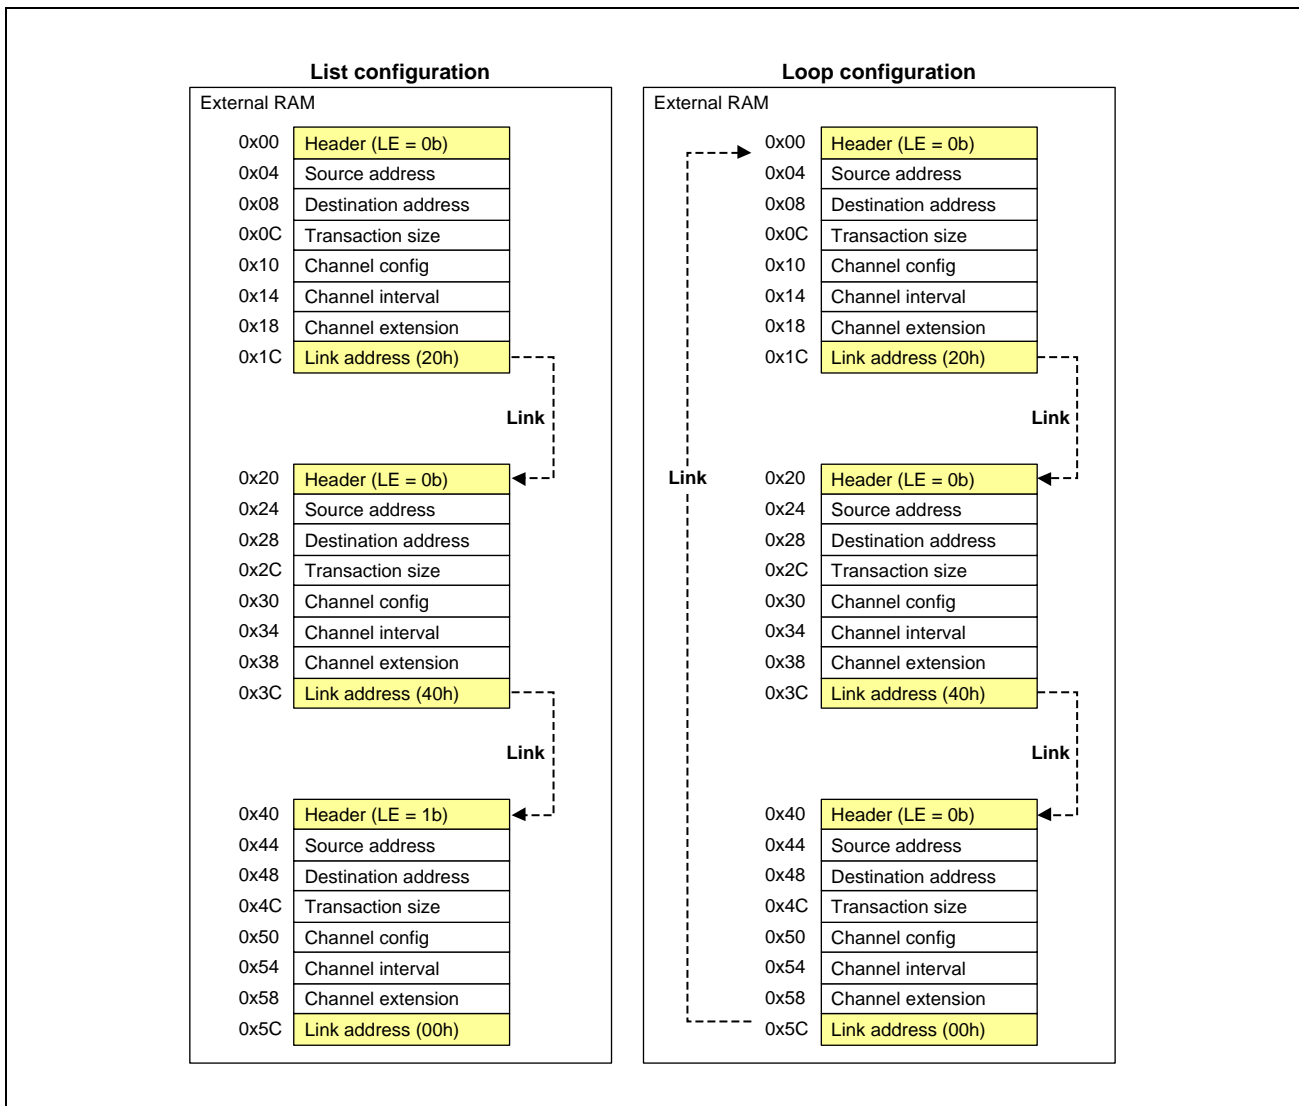 List configuration
External RAM
0x00 Header (LE = 0b)
0x04 Source address
0x08 Destination address
0x0C Transaction size
0x10 Channel config
0x14 Channel interval
0x18 Channel extension
0x1C Link address (20h)
Link
0x20 Header (LE = 0b)
0x24 Source address
0x28 Destination address
0x2C Transaction size
0x30 Channel config
0x34 Channel interval
0x38 Channel extension
0x3C Link address (40h)
Link
0x40 Header (LE = 1b)
0x44 Source address
0x48 Destination address
0x4C Transaction size
0x50 Channel config
0x54 Channel interval
0x58 Channel extension
0x5C Link address (00h)
Loop configuration
External RAM
0x00 Header (LE = 0b)
0x04 Source address
0x08 Destination address
0x0C Transaction size
0x10 Channel config
0x14 Channel interval
0x18 Channel extension
0x1C Link address (20h)
Link
Link
0x20 Header (LE = 0b)
0x24 Source address
0x28 Destination address
0x2C Transaction size
0x30 Channel config
0x34 Channel interval
0x38 Channel extension
0x3C Link address (40h)
Link
0x40 Header (LE = 0b)
0x44 Source address
0x48 Destination address
0x4C Transaction size
0x50 Channel config
0x54 Channel interval
0x58 Channel extension
0x5C Link address (00h)